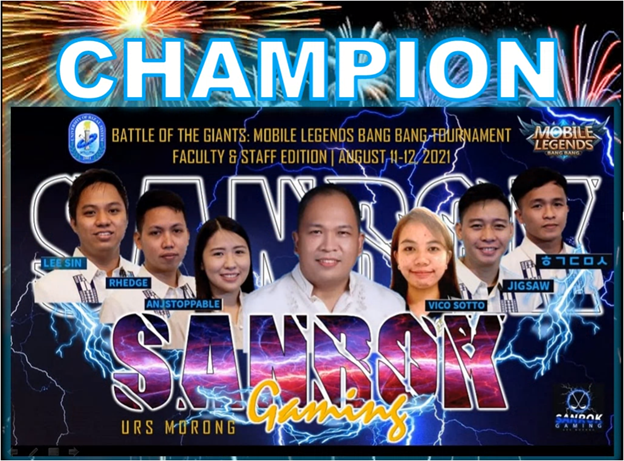 CHAMPION
BATTLE OF THE GIANTS: MOBILE LEGENDS BANG BANG TOURNAMENT
FACULTY & STAFF EDITION | AUGUST 11-12, 2021
MOBILE
LEGENDS
BANG BANG
LEE SIN
RHEDGE
ANJSTOPPABLE
VICO SOTTO
JIGSAW
ㅎㄱㄷㅁㅅ
SANROK
Gaming
URS MORONG
SANROK
GAMING